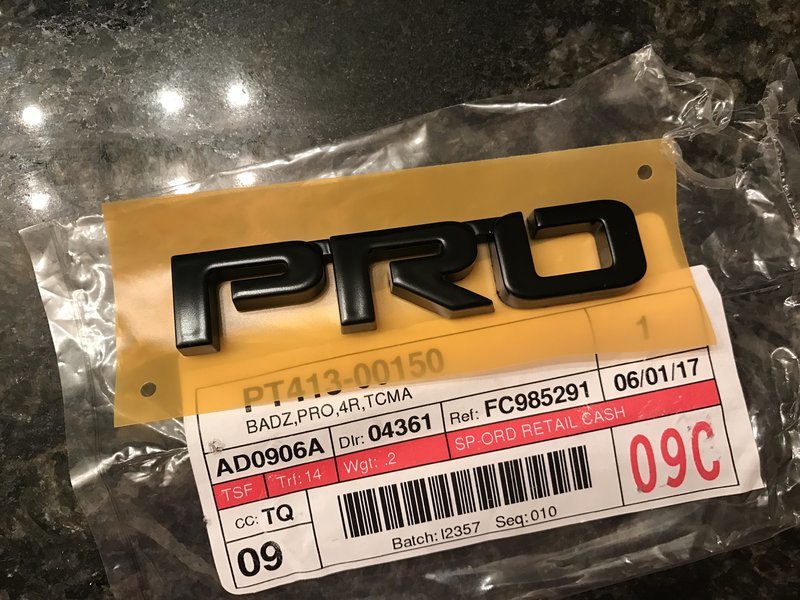 PRO
PT413-00150 1
BADZ,PRO,4R,TCMA
AD0906A Dlr: 04361 Ref: FC985291 06/01/17
TSF Trf: 14 Wgt: .2 SP.ORD RETAIL CASH
CC: TQ 09C
09 Batch: I2357 Seq: 010